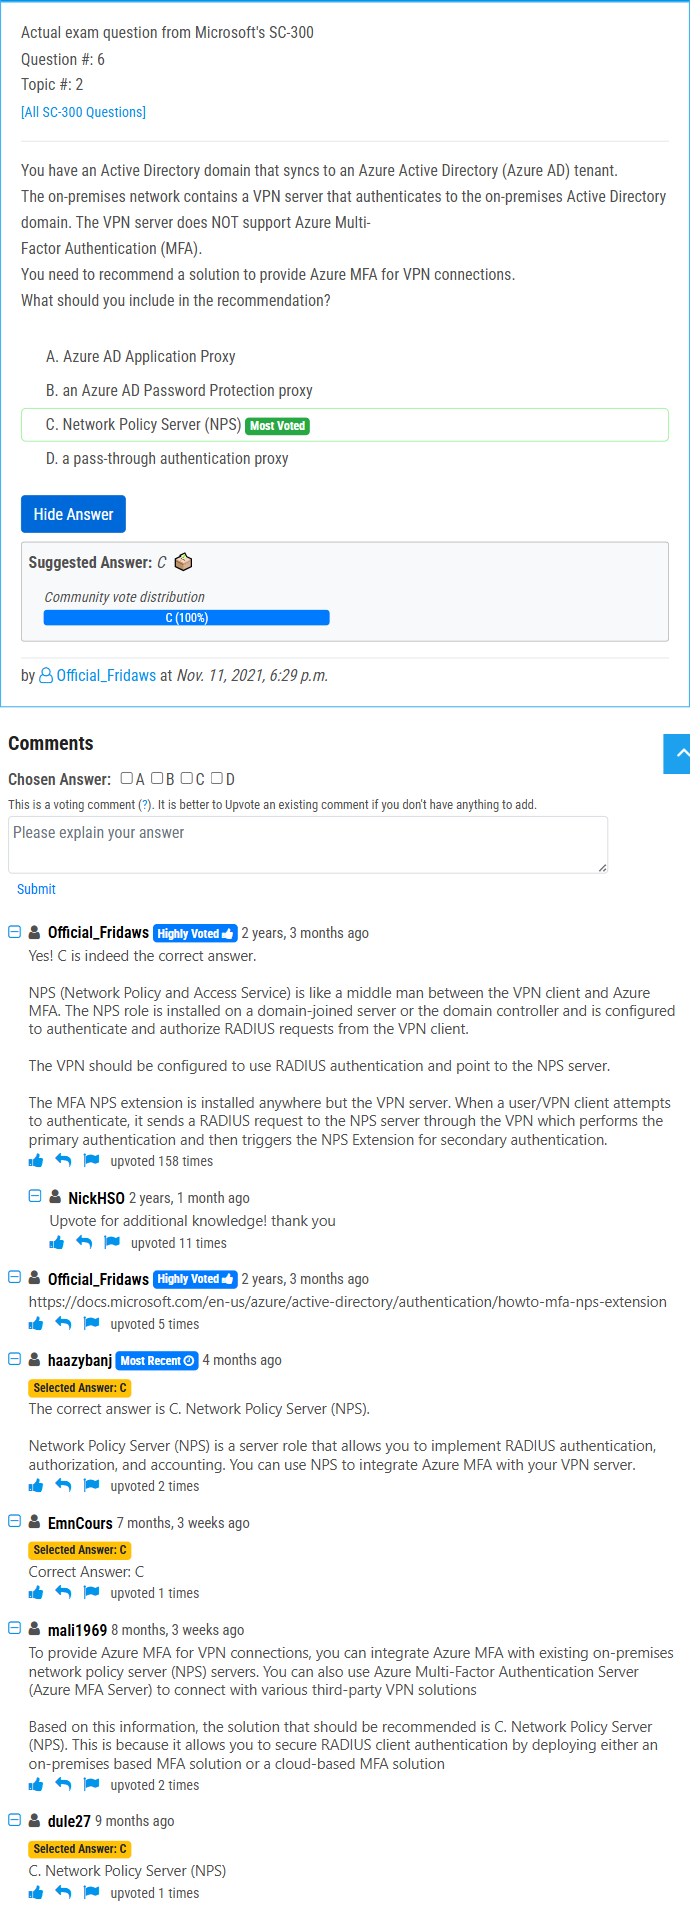 Actual exam question from Microsoft's SC-300
Question #: 6
Topic #: 2
[All SC-300 Questions]
You have an Active Directory domain that syncs to an Azure Active Directory (Azure AD) tenant.
The on-premises network contains a VPN server that authenticates to the on-premises Active Directory
domain. The VPN server does NOT support Azure Multi-
Factor Authentication (MFA).
You need to recommend a solution to provide Azure MFA for VPN connections.
What should you include in the recommendation?
A. Azure AD Application Proxy
B. an Azure AD Password Protection proxy
C. Network Policy Server (NPS) Most Voted
D. a pass-through authentication proxy
Hide Answer
Suggested Answer: C
Community vote distribution
C (100%)
by Official_Fridaws at Nov. 11, 2021, 6:29 p.m.
Comments
Chosen Answer: A B C D
This is a voting comment (?). It is better to Upvote an existing comment if you don't have anything to add.
Please explain your answer
Submit
Official_Fridaws Highly Voted 2 years, 3 months ago
Yes! C is indeed the correct answer.
NPS (Network Policy and Access Service) is like a middle man between the VPN client and Azure
MFA. The NPS role is installed on a domain-joined server or the domain controller and is configured
to authenticate and authorize RADIUS requests from the VPN client.
The VPN should be configured to use RADIUS authentication and point to the NPS server.
The MFA NPS extension is installed anywhere but the VPN server. When a user/VPN client attempts
to authenticate, it sends a RADIUS request to the NPS server through the VPN which performs the
primary authentication and then triggers the NPS Extension for secondary authentication.
upvoted 158 times
NickHSO 2 years, 1 month ago
Upvote for additional knowledge! thank you
upvoted 11 times
Official_Fridaws Highly Voted 2 years, 3 months ago
https://docs.microsoft.com/en-us/azure/active-directory/authentication/howto-mfa-nps-extension
upvoted 5 times
haazybanj Most Recent 4 months ago
Selected Answer: C
The correct answer is C. Network Policy Server (NPS).
Network Policy Server (NPS) is a server role that allows you to implement RADIUS authentication,
authorization, and accounting. You can use NPS to integrate Azure MFA with your VPN server.
upvoted 2 times
EmnCours 7 months, 3 weeks ago
Selected Answer: C
Correct Answer: C
upvoted 1 times
mali1969 8 months, 3 weeks ago
To provide Azure MFA for VPN connections, you can integrate Azure MFA with existing on-premises
network policy server (NPS) servers. You can also use Azure Multi-Factor Authentication Server
(Azure MFA Server) to connect with various third-party VPN solutions
Based on this information, the solution that should be recommended is C. Network Policy Server
(NPS). This is because it allows you to secure RADIUS client authentication by deploying either an
on-premises based MFA solution or a cloud-based MFA solution
upvoted 2 times
dule27 9 months ago
Selected Answer: C
C. Network Policy Server (NPS)
upvoted 1 times